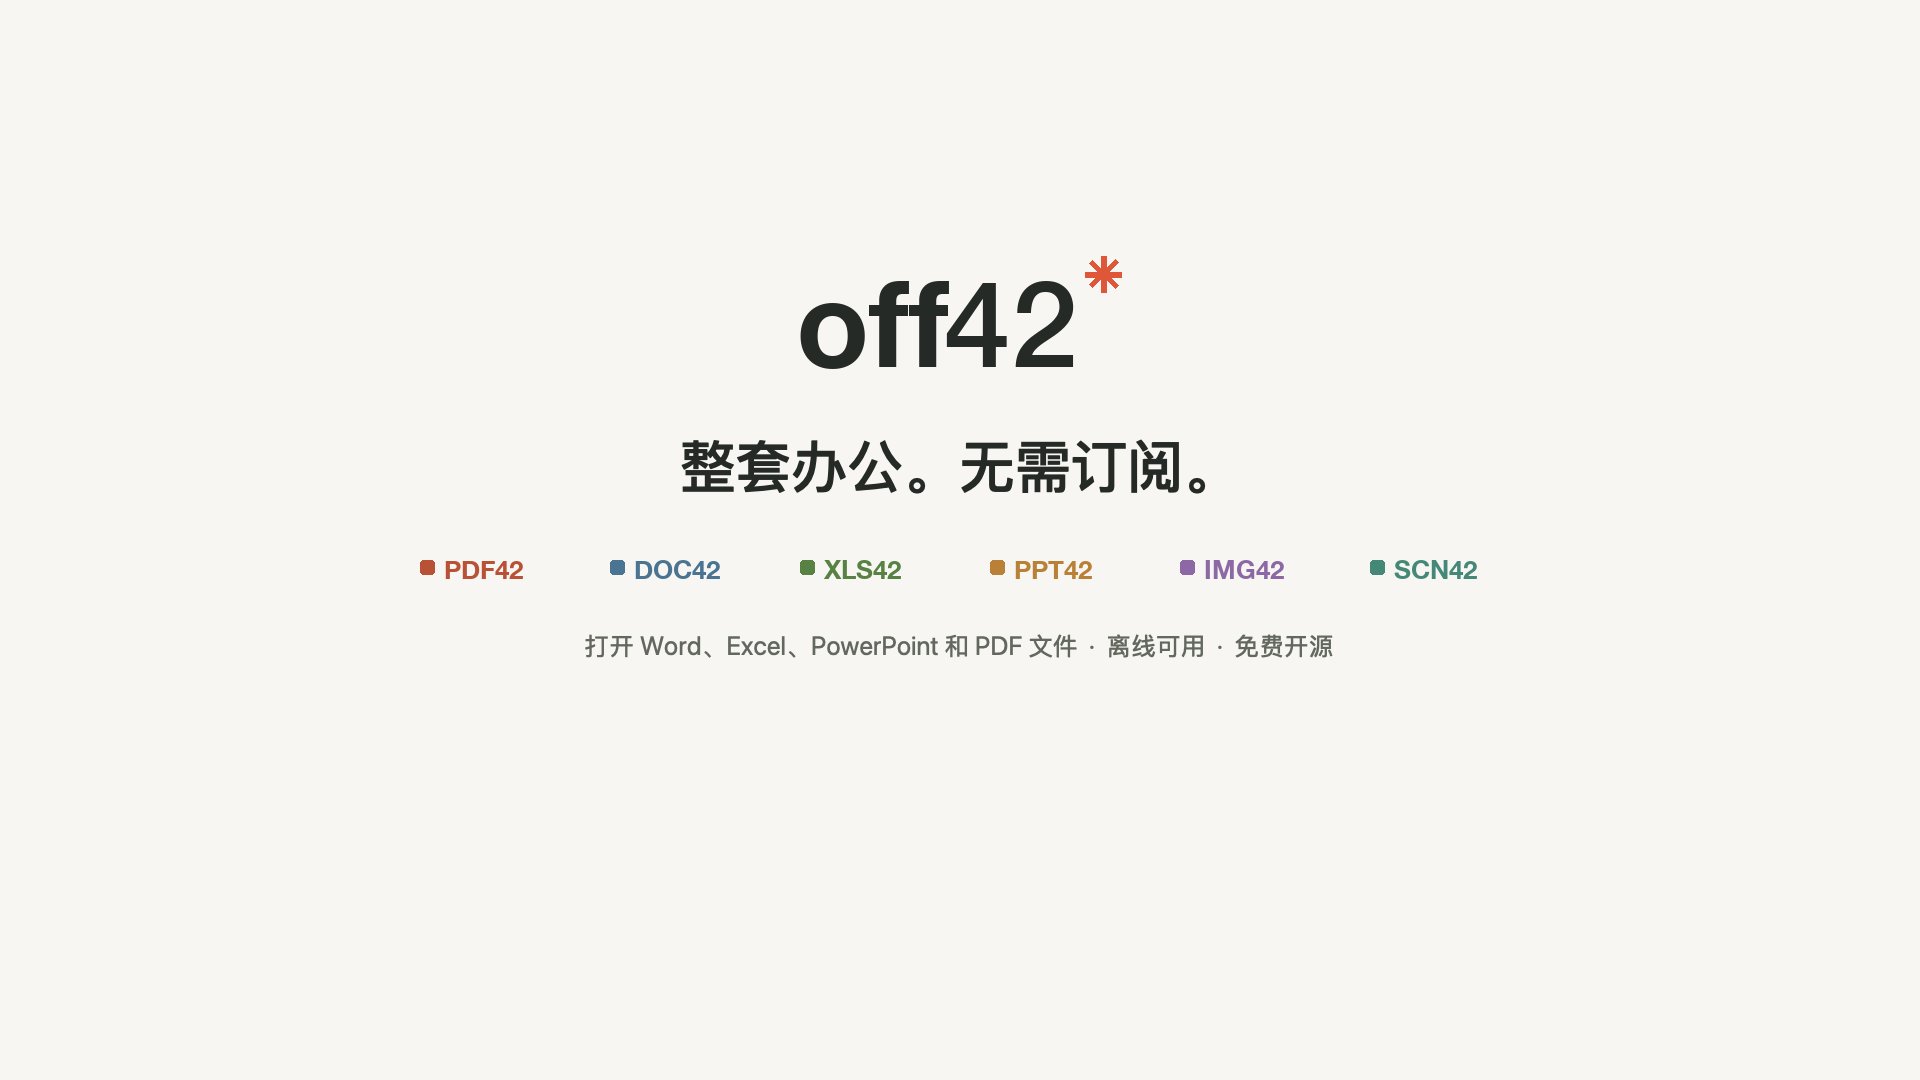 off42*
整套办公。无需订阅。
PDF42 DOC42 XLS42 PPT42 IMG42 SCN42
打开 Word、Excel、PowerPoint 和 PDF 文件 · 离线可用 · 免费开源